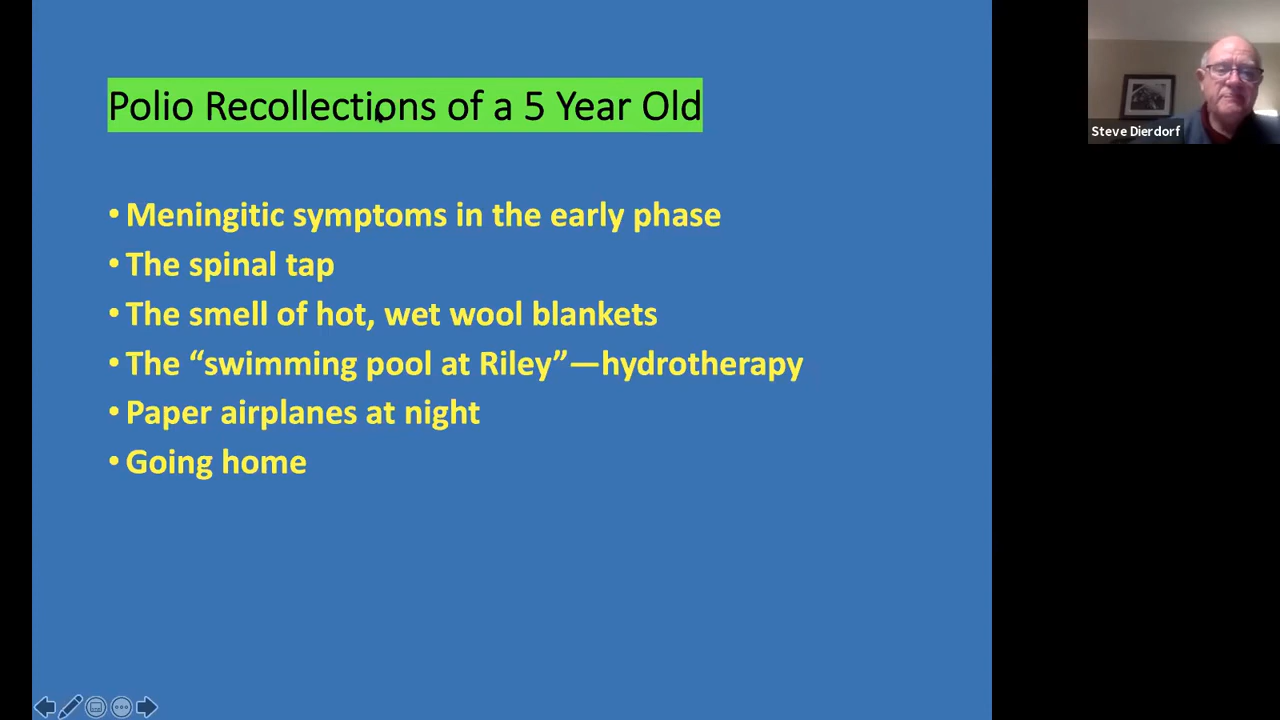 Polio Recollections of a 5 Year Old
• Meningitic symptoms in the early phase
• The spinal tap
• The smell of hot, wet wool blankets
• The “swimming pool at Riley”—hydrotherapy
• Paper airplanes at night
• Going home
Steve Dierdorf